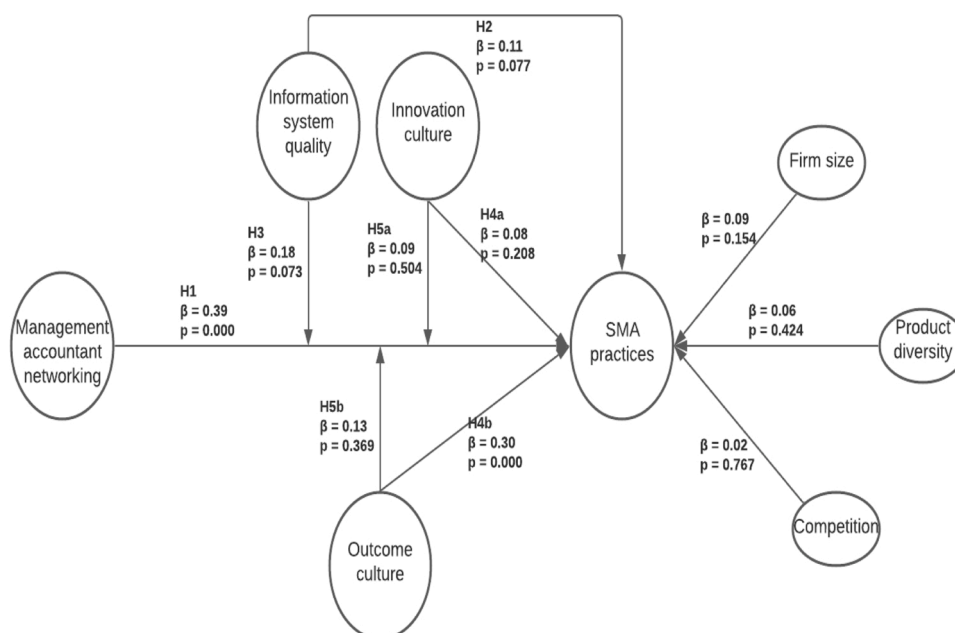 H2
β = 0.11
p = 0.077
Information
system
quality
Innovation
culture
Firm size
H3
β = 0.18
p = 0.073
H5a
β = 0.09
p = 0.504
H4a
β = 0.08
p = 0.208
β = 0.09
p = 0.154
H1
β = 0.39
p = 0.000
Management
accountant
networking
SMA
practices
β = 0.06
p = 0.424
Product
diversity
H5b
β = 0.13
p = 0.369
H4b
β = 0.30
p = 0.000
β = 0.02
p = 0.767
Competition
Outcome
culture